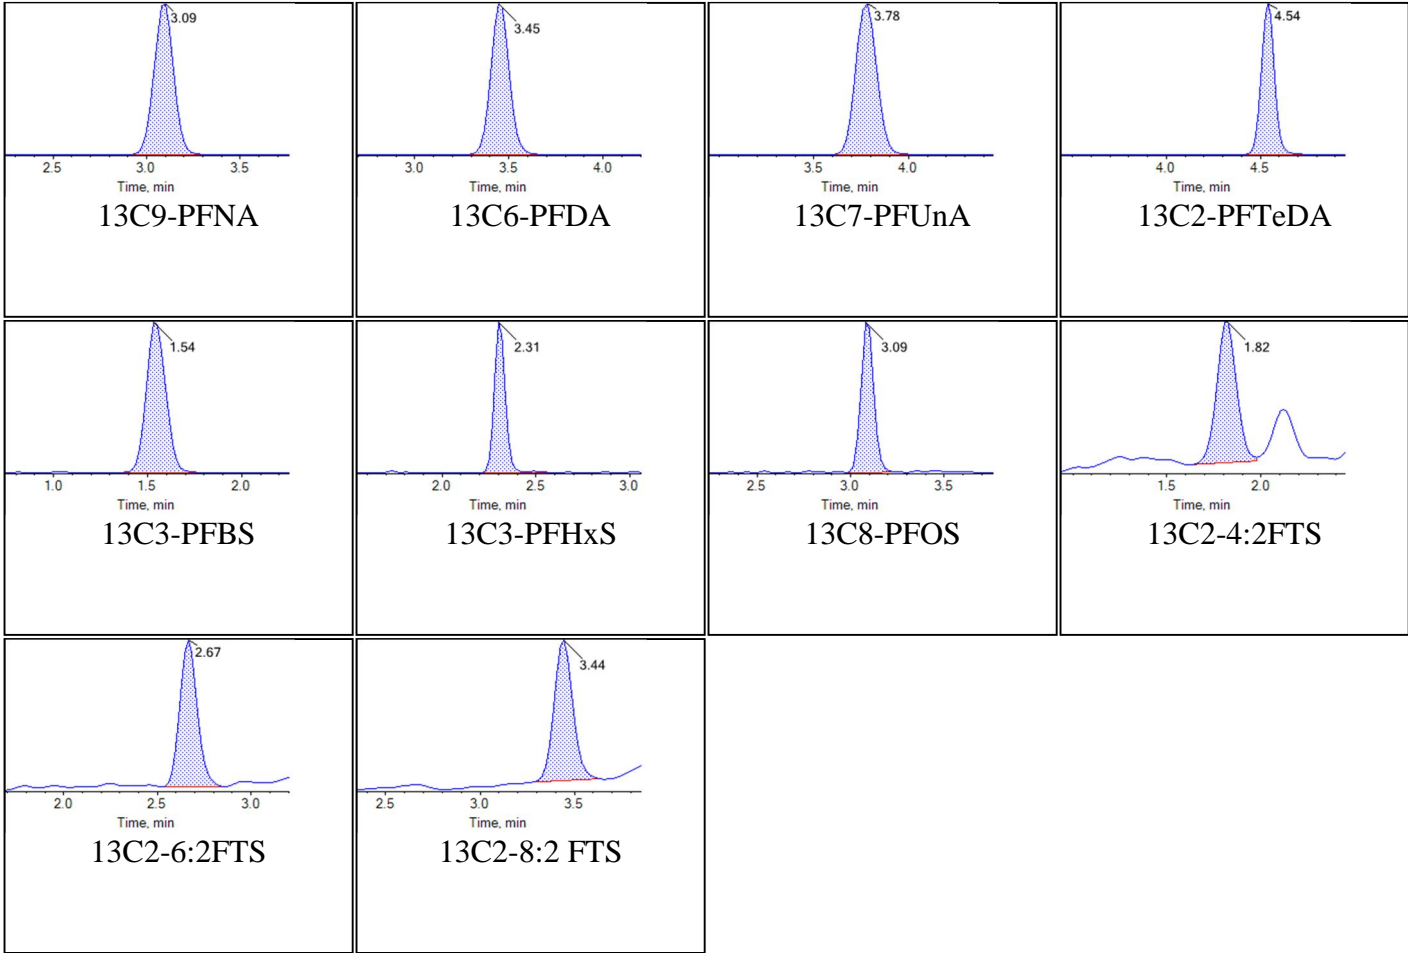 3.09
2.5 3.0 3.5
Time, min
13C9-PFNA
3.45
3.0 3.5 4.0
Time, min
13C6-PFDA
3.78
3.5 4.0
Time, min
13C7-PFUnA
4.54
4.0 4.5
Time, min
13C2-PFTeDA
1.54
1.0 1.5 2.0
Time, min
13C3-PFBS
2.31
2.0 2.5 3.0
Time, min
13C3-PFHxS
3.09
2.5 3.0 3.5
Time, min
13C8-PFOS
1.82
1.5 2.0
Time, min
13C2-4:2FTS
2.67
2.0 2.5 3.0
Time, min
13C2-6:2FTS
3.44
2.5 3.0 3.5
Time, min
13C2-8:2 FTS